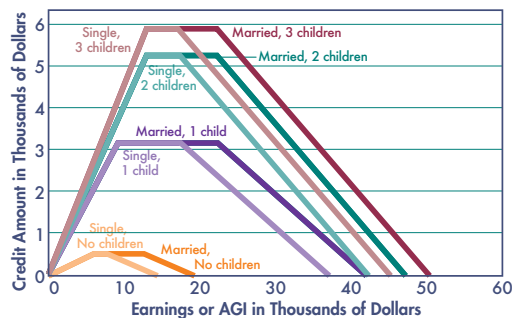 6
5
4
3
2
1
0
Credit Amount in Thousands of Dollars
Single,
3 children
Married, 3 children
Married, 2 children
Single,
2 children
Married, 1 child
Single,
1 child
Single,
No children
Married,
No children
0 10 20 30 40 50 60
Earnings or AGI in Thousands of Dollars